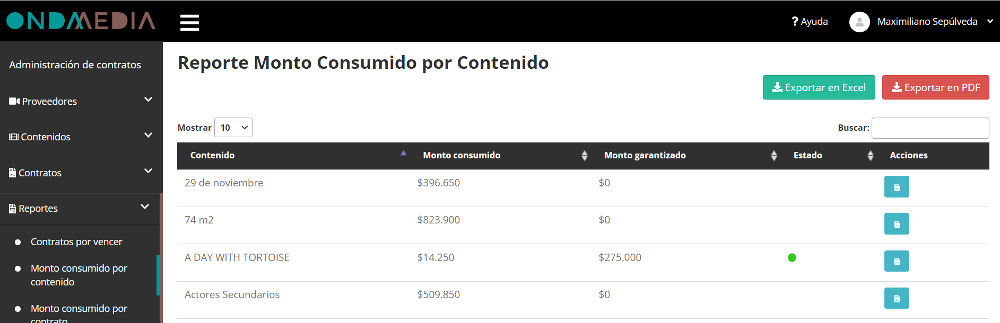 ONDAMEDIA
Ayuda
Maximiliano Sepúlveda
Administración de contratos
Proveedores
Contenidos
Contratos
Reportes
Contratos por vencer
Monto consumido por
contenido
Monto consumido por
contrato
Reporte Monto Consumido por Contenido
Exportar en Excel
Exportar en PDF
Mostrar 10
Buscar:
Contenido Monto consumido Monto garantizado Estado Acciones
29 de noviembre $396.650 $0
74 m2 $823.900 $0
A DAY WITH TORTOISE $14.250 $275.000
Actores Secundarios $509.850 $0